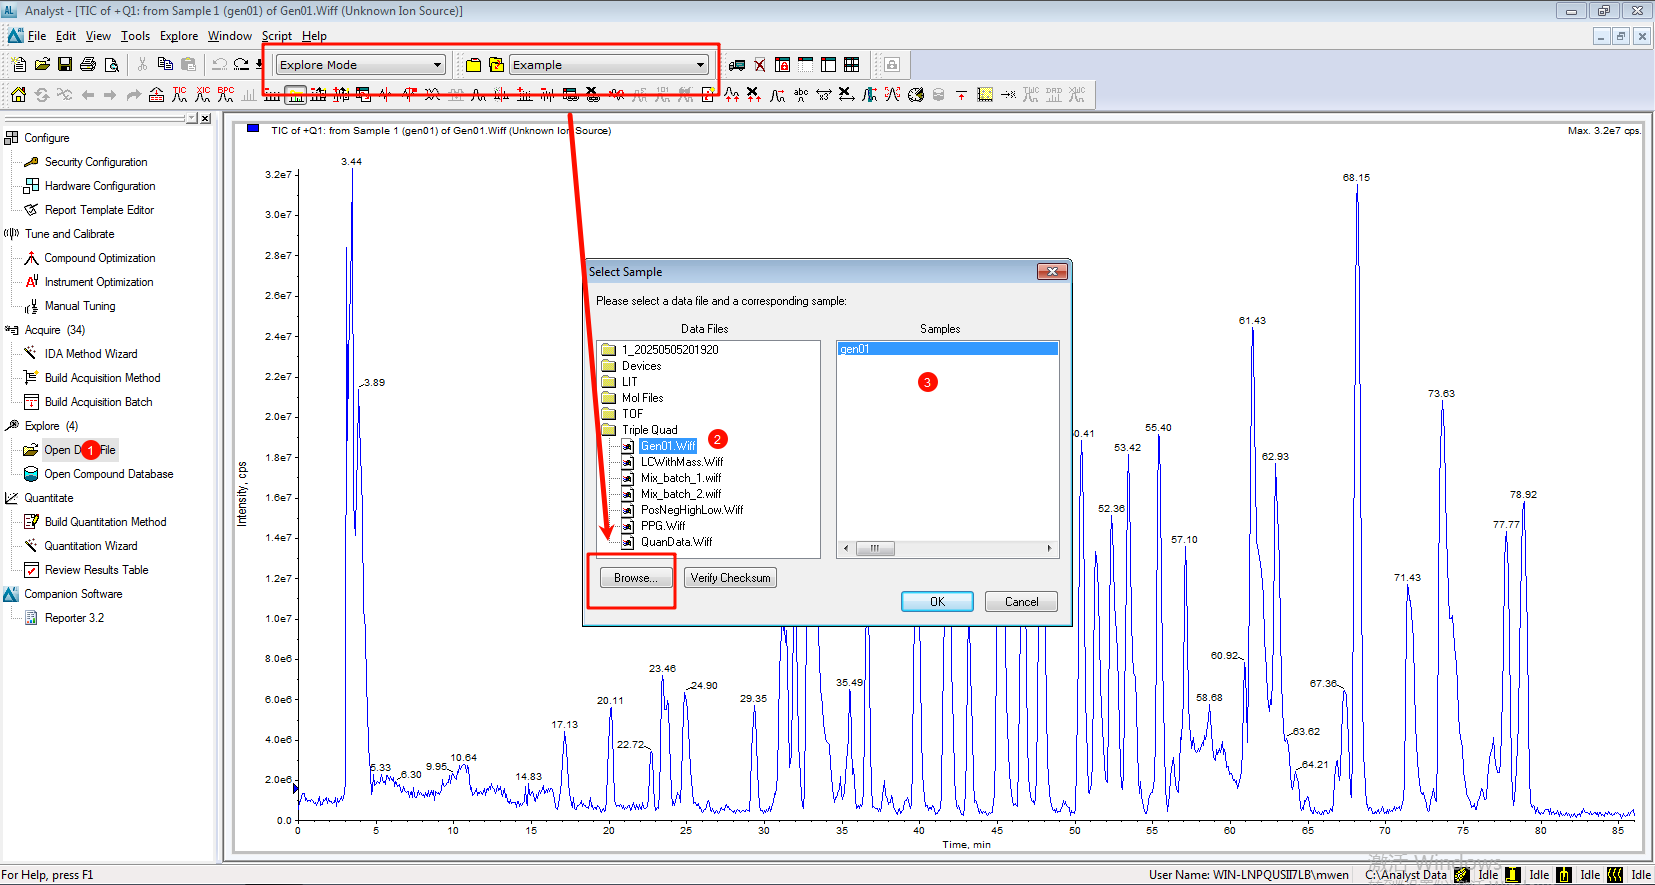 Analyst - [TIC of +Q1: from Sample 1 (gen01) of Gen01.Wiff (Unknown Ion Source)]
File Edit View Tools Explore Window Script Help
Explore Mode
Example
TIC XIC BPC
abc
TWC DAD XWC
Configure
Security Configuration
Hardware Configuration
Report Template Editor
Tune and Calibrate
Compound Optimization
Instrument Optimization
Manual Tuning
Acquire (34)
IDA Method Wizard
Build Acquisition Method
Build Acquisition Batch
Explore (4)
Open D 1 File
Open Compound Database
Quantitate
Build Quantitation Method
Quantitation Wizard
Review Results Table
Companion Software
Reporter 3.2
TIC of +Q1: from Sample 1 (gen01) of Gen01.Wiff (Unknown Ion Source)
Max. 3.2e7 cps.
Intensity, cps
3.2e7
3.0e7
2.8e7
2.6e7
2.4e7
2.2e7
2.0e7
1.8e7
1.6e7
1.4e7
1.2e7
1.0e7
8.0e6
6.0e6
4.0e6
2.0e6
0.0
3.44
3.89
5.33
6.30
9.95
10.64
14.83
17.13
20.11
22.72
23.46
24.90
29.35
35.49
0.41
52.36
53.42
55.40
57.10
58.68
60.92
61.43
62.93
63.62
64.21
67.36
68.15
71.43
73.63
77.77
78.92
0 5 10 15 20 25 30 35 40 45 50 55 60 65 70 75 80 85
Time, min
Select Sample
Please select a data file and a corresponding sample:
Data Files
1_20250505201920
Devices
LIT
Mol Files
TOF
Triple Quad
Gen01.Wiff
2
LCWithMass.Wiff
Mix_batch_1.wiff
Mix_batch_2.wiff
PosNegHighLow.Wiff
PPG.Wiff
QuanData.Wiff
Samples
gen01
3
Browse...
Verify Checksum
OK
Cancel
激活 Windows
For Help, press F1
User Name: WIN-LNPQUSII7LB\mwen
C:\Analyst Data
Idle
Idle
Idle
Idle